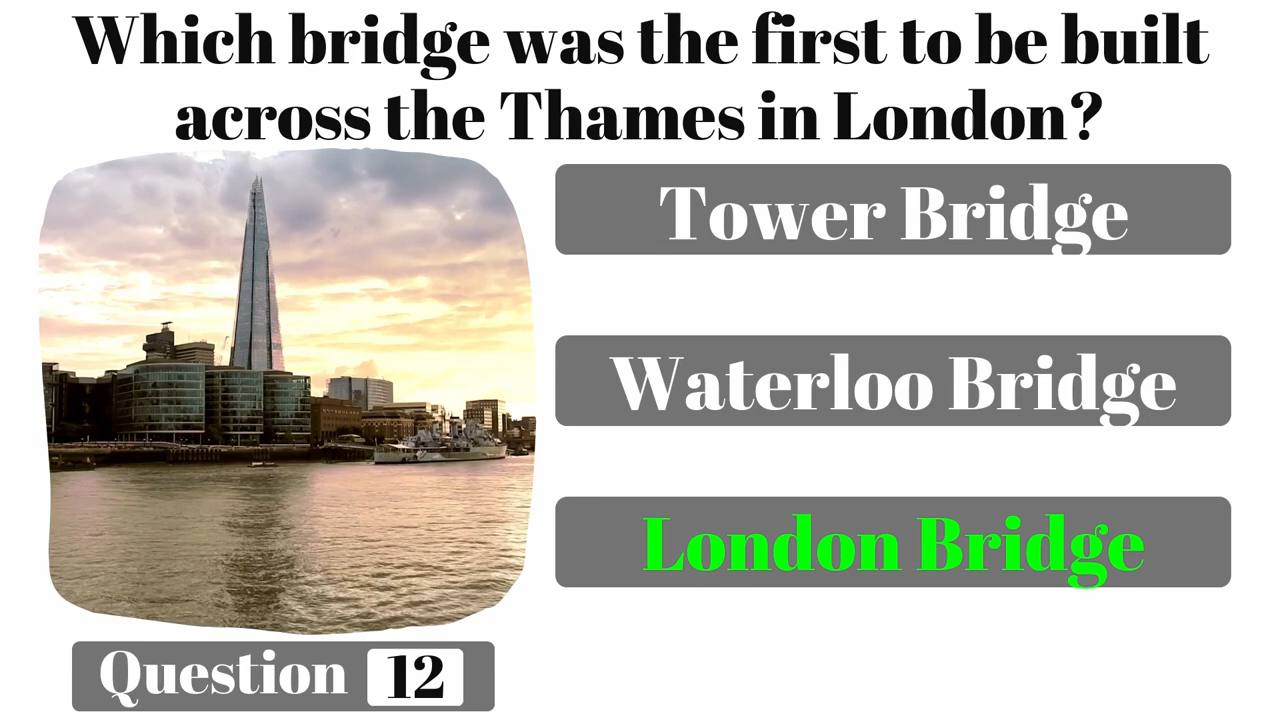 Which bridge was the first to be built
across the Thames in London?
Tower Bridge
Waterloo Bridge
London Bridge
Question 12